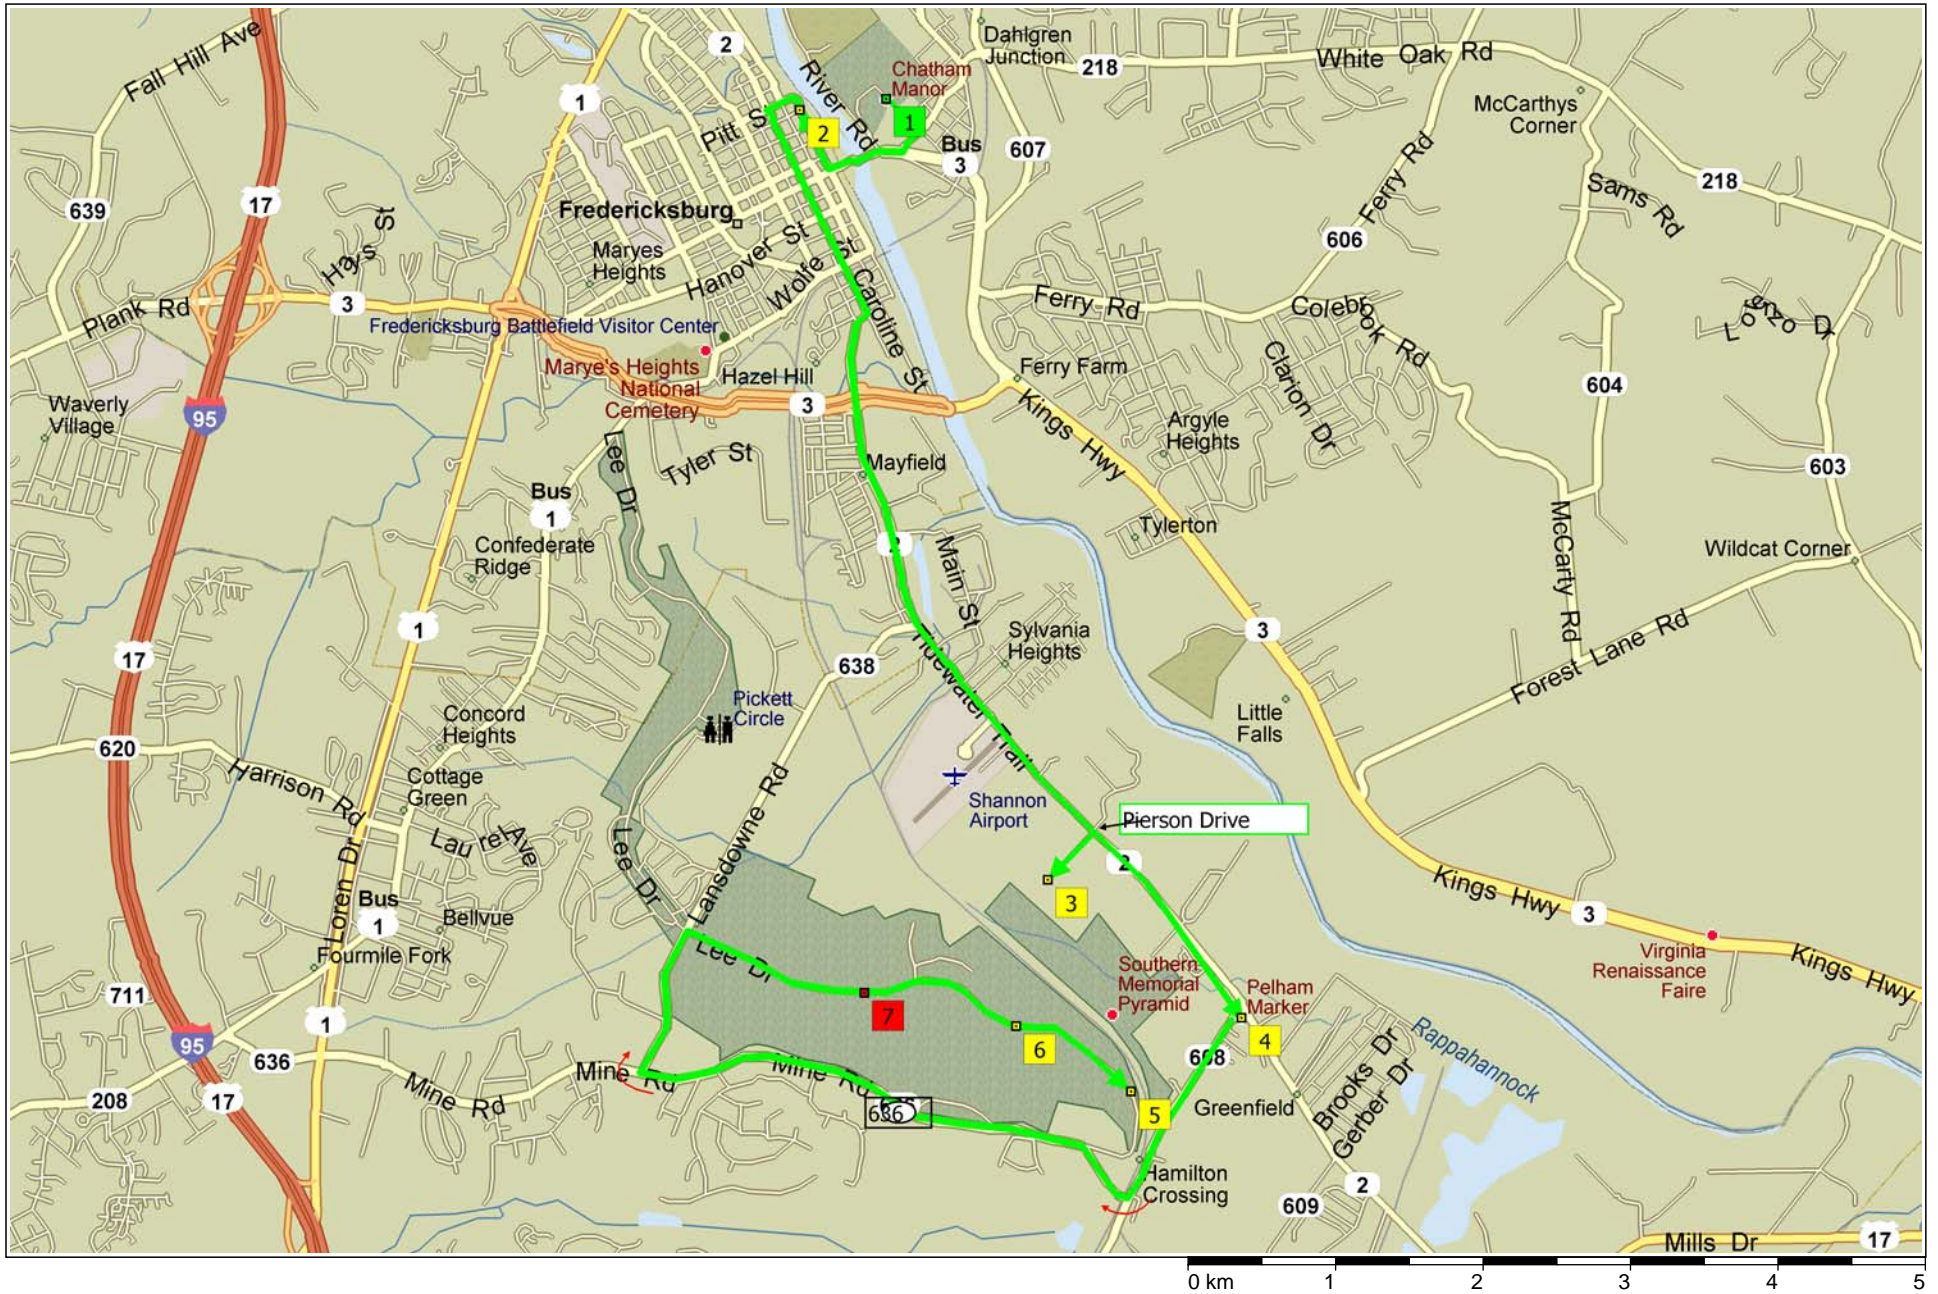 Fall Hill Ave
2
Dahlgren
Junction
218
White Oak Rd
1
River Rd
Chatham
Manor
McCarthys
Corner
Pitt S
2
1
Bus
3
607
Ferry Rd
218
639
17
Sams Rd
Fredericksburg
606
Hays St
Maryes
Heights
Hanover St
Wolfe St
S Caroline St
Plank Rd
3
Ferry Rd
Colebrook Rd
Lorenzo Dr
Fredericksburg Battlefield Visitor Center
Marye's Heights
National
Cemetery
Hazel Hill
Ferry Farm
Clarion Dr
604
Waverly
Village
95
3
Kings Hwy
Argyle
Heights
Lee Dr
Tyler St
Mayfield
603
Bus
1
Tylerton
McCarty Rd
Confederate
Ridge
2
Main St
Wildcat Corner
1
Sylvania
Heights
3
17
638
Tidewater Trail
Forest Lane Rd
Pickett
Circle
Concord
Heights
Little
Falls
620
Harrison Rd
Cottage
Green
Shannon
Airport
Laurel Ave
Lee Dr
Lansdowne Rd
Pierson Drive
2
Loren Dr
Bus
1
Bellvue
3
Kings Hwy
3
Fourmile Fork
Lee Dr
Southern
Memorial
Pyramid
Pelham
Marker
Virginia
Renaissance
Faire
Kings Hwy
711
1
7
6
4
608
95
636
Mine Rd
Mine Rd
Mine Rd
636
5
Greenfield
Brooks Dr
Gerber Dr
Rappahannock
208
17
Hamilton
Crossing
609
2
Mills Dr
17
0 km
1
2
3
4
5